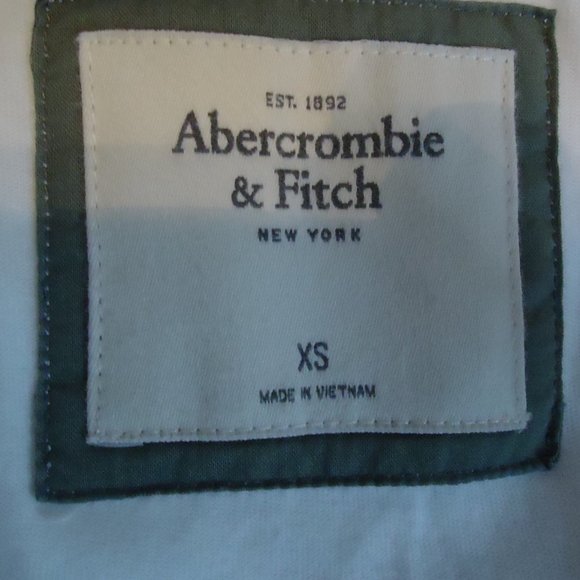 EST. 1892
Abercrombie
& Fitch
NEW YORK
XS
MADE IN VIETNAM